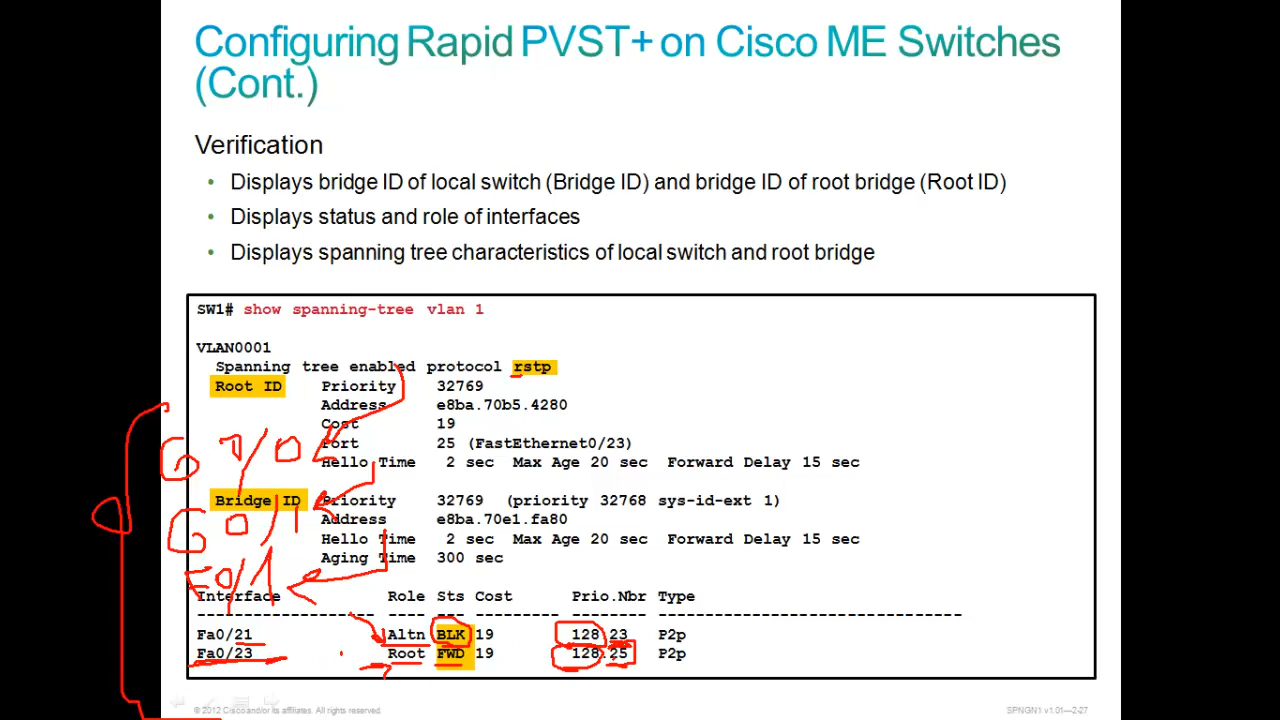 Configuring Rapid PVST+ on Cisco ME Switches
(Cont.)
Verification
• Displays bridge ID of local switch (Bridge ID) and bridge ID of root bridge (Root ID)
• Displays status and role of interfaces
• Displays spanning tree characteristics of local switch and root bridge
SW1# show spanning-tree vlan 1
VLAN0001
Spanning tree enabled protocol rstp
Root ID Priority 32769
Address e8ba.70b5.4280
Cost 19
Port 25 (FastEthernet0/23)
Hello Time 2 sec Max Age 20 sec Forward Delay 15 sec
Bridge ID Priority 32769 (priority 32768 sys-id-ext 1)
Address e8ba.70e1.fa80
Hello Time 2 sec Max Age 20 sec Forward Delay 15 sec
Aging Time 300 sec
Interface Role Sts Cost Prio.Nbr Type
------------------- ---- --- --------- -------- --------------------------------
Fa0/21 Altn BLK 19 128.23 P2p
Fa0/23 Root FWD 19 128.25 P2p
© 2012 Cisco and/or its affiliates. All rights reserved.
SPNGN1 v1.01—2-27